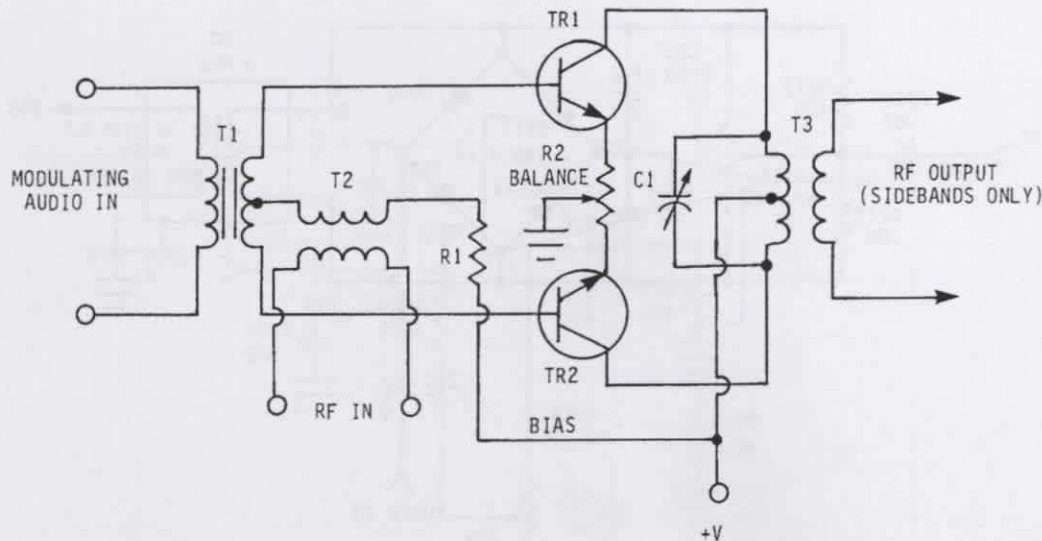 TR1
T1
T2
MODULATING
AUDIO IN
R2
BALANCE
C1
T3
RF OUTPUT
(SIDEBANDS ONLY)
R1
TR2
RF IN
BIAS
+V